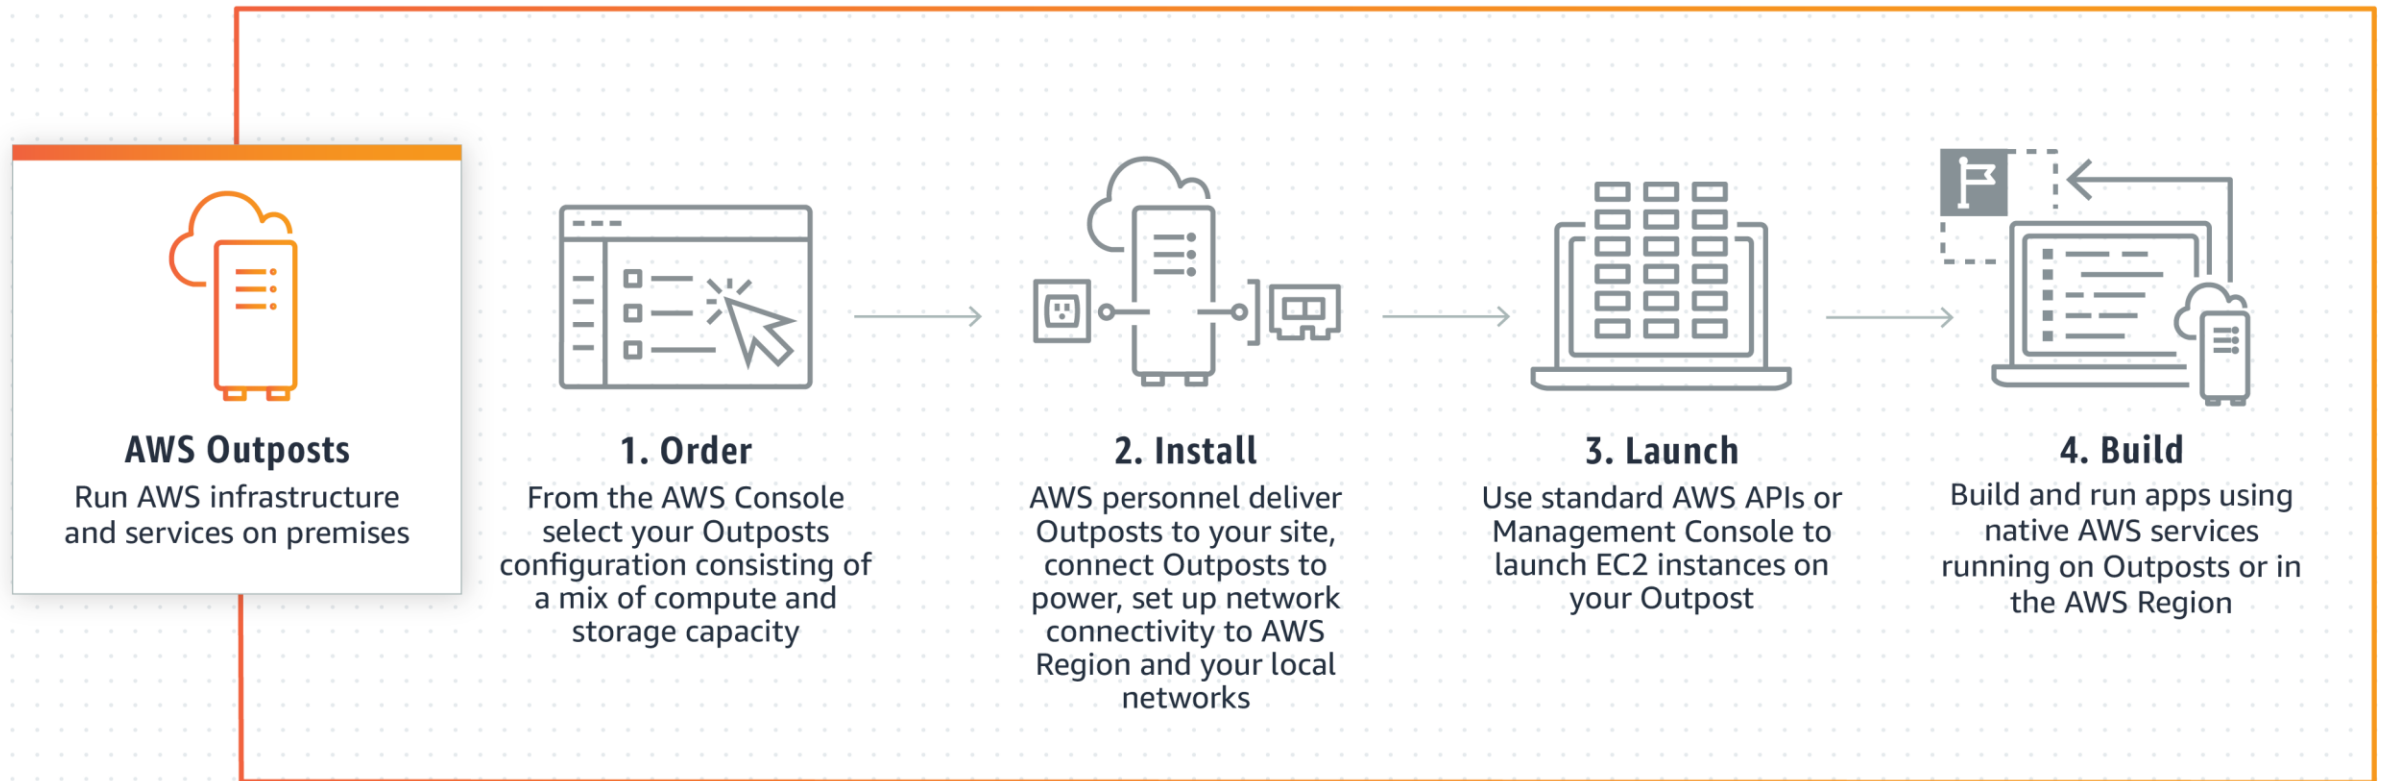 AWS Outposts
Run AWS infrastructure
and services on premises
1. Order
From the AWS Console
select your Outposts
configuration consisting of
a mix of compute and
storage capacity
2. Install
AWS personnel deliver
Outposts to your site,
connect Outposts to
power, set up network
connectivity to AWS
Region and your local
networks
3. Launch
Use standard AWS APIs or
Management Console to
launch EC2 instances on
your Outpost
4. Build
Build and run apps using
native AWS services
running on Outposts or in
the AWS Region